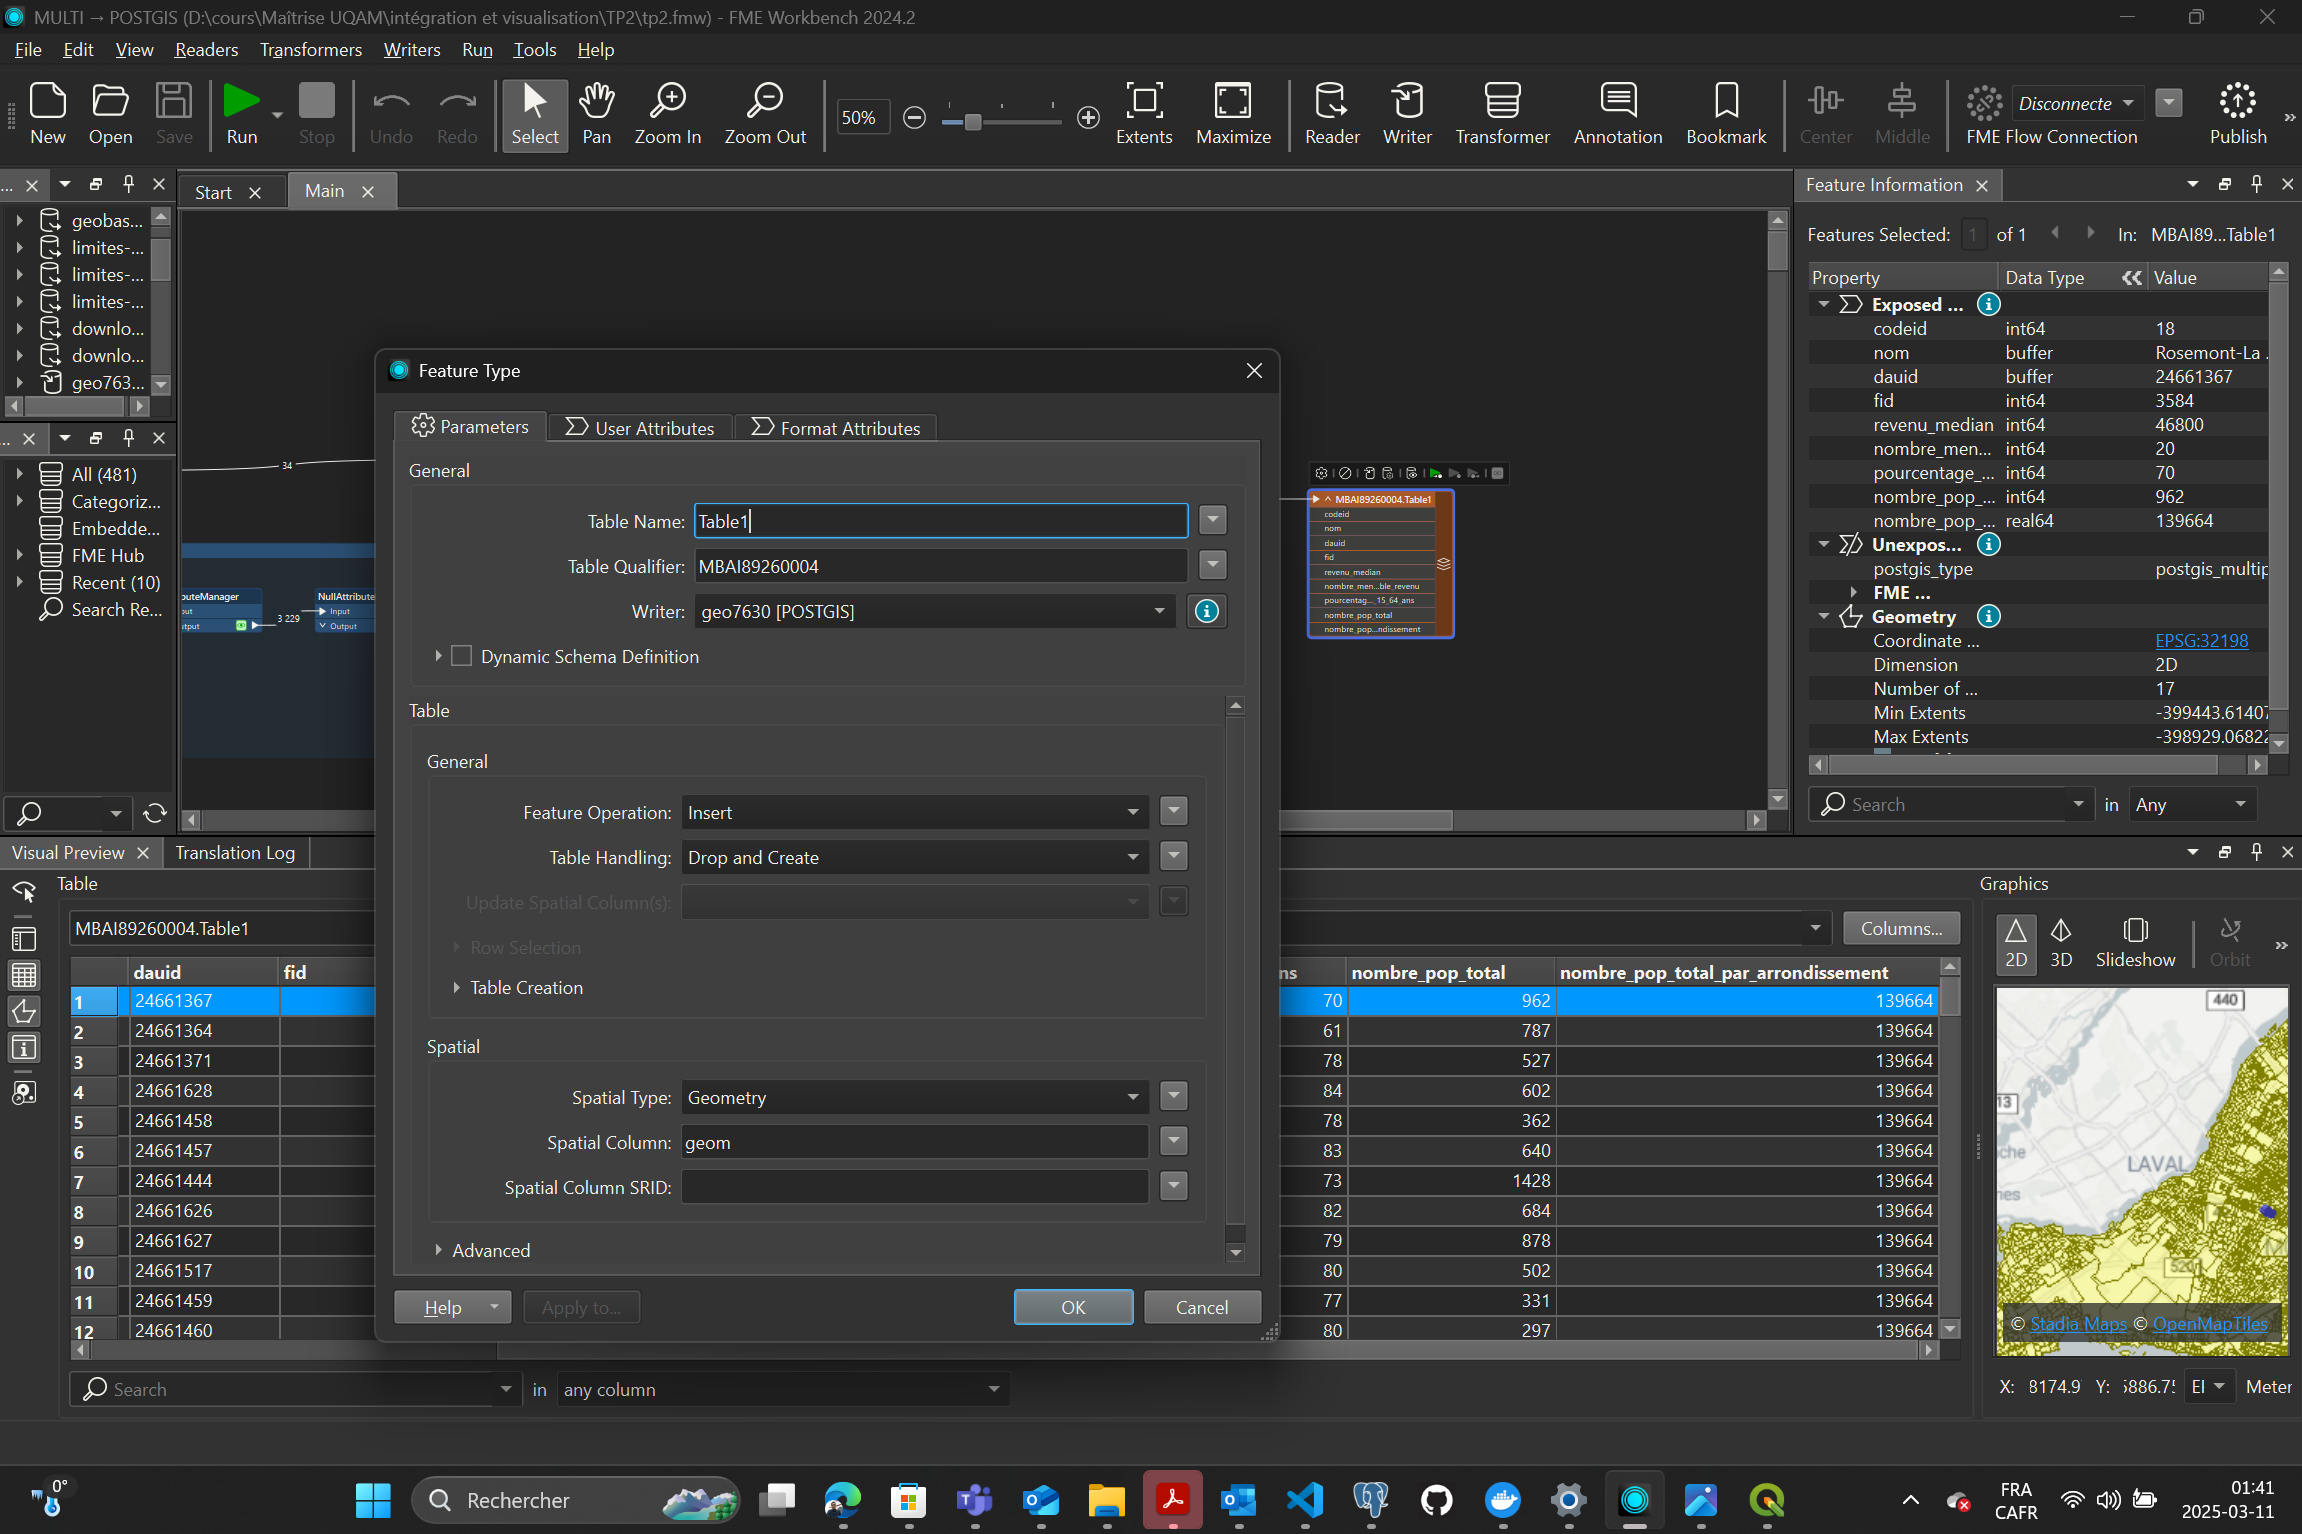 MULTI → POSTGIS (D:\cours\Maîtrise UQAM\intégration et visualisation\TP2\tp2.fmw) - FME Workbench 2024.2
File Edit View Readers Transformers Writers Run Tools Help
New Open Save Run Stop Undo Redo Select Pan Zoom In Zoom Out 50% Extents Maximize Reader Writer Transformer Annotation Bookmark Center Middle Disconnecte FME Flow Connection Publish
...
geobas...
limites-...
limites-...
limites-...
downlo...
downlo...
geo763...
...
All (481)
Categoriz...
Embedde...
FME Hub
Recent (10)
Search Re...
Start Main
34
uteManager
NullAttribute
Input
Output
3 229
MBAI89260004.Table1
codeid
nom
dauid
fid
revenu_median
nombre_men...ble_revenu
pourcentag..._15_64_ans
nombre_pop_total
nombre_pop...ndissement
Feature Type
Parameters User Attributes Format Attributes
General
Table Name: Table1
Table Qualifier: MBAI89260004
Writer: geo7630 [POSTGIS]
Dynamic Schema Definition
Table
General
Feature Operation: Insert
Table Handling: Drop and Create
Update Spatial Column(s):
Row Selection
Table Creation
Spatial
Spatial Type: Geometry
Spatial Column: geom
Spatial Column SRID:
Advanced
Help Apply to... OK Cancel
Feature Information
Features Selected: 1 of 1 In: MBAI89...Table1
Property Data Type Value
Exposed ...
codeid int64 18
nom buffer Rosemont-La
dauid buffer 24661367
fid int64 3584
revenu_median int64 46800
nombre_men... int64 20
pourcentage_... int64 70
nombre_pop_... int64 962
nombre_pop_... real64 139664
Unexpos...
postgis_type postgis_multip
FME ...
Geometry
Coordinate ... EPSG:32198
Dimension 2D
Number of ... 17
Min Extents -399443.61407
Max Extents -398929.06822
Search in Any
Visual Preview Translation Log
Table
MBAI89260004.Table1 Columns...
dauid fid ns nombre_pop_total nombre_pop_total_par_arrondissement
1 24661367 70 962 139664
2 24661364 61 787 139664
3 24661371 78 527 139664
4 24661628 84 602 139664
5 24661458 78 362 139664
6 24661457 83 640 139664
7 24661444 73 1428 139664
8 24661626 82 684 139664
9 24661627 79 878 139664
10 24661517 80 502 139664
11 24661459 77 331 139664
12 24661460 80 297 139664
Search in any column
Graphics
2D 3D Slideshow Orbit
440
13
LAVAL
520
© Stadia Maps © OpenMapTiles
X: 8174.9 Y: 5886.75 El Meter
0°
Rechercher
FRA
CAFR
01:41
2025-03-11